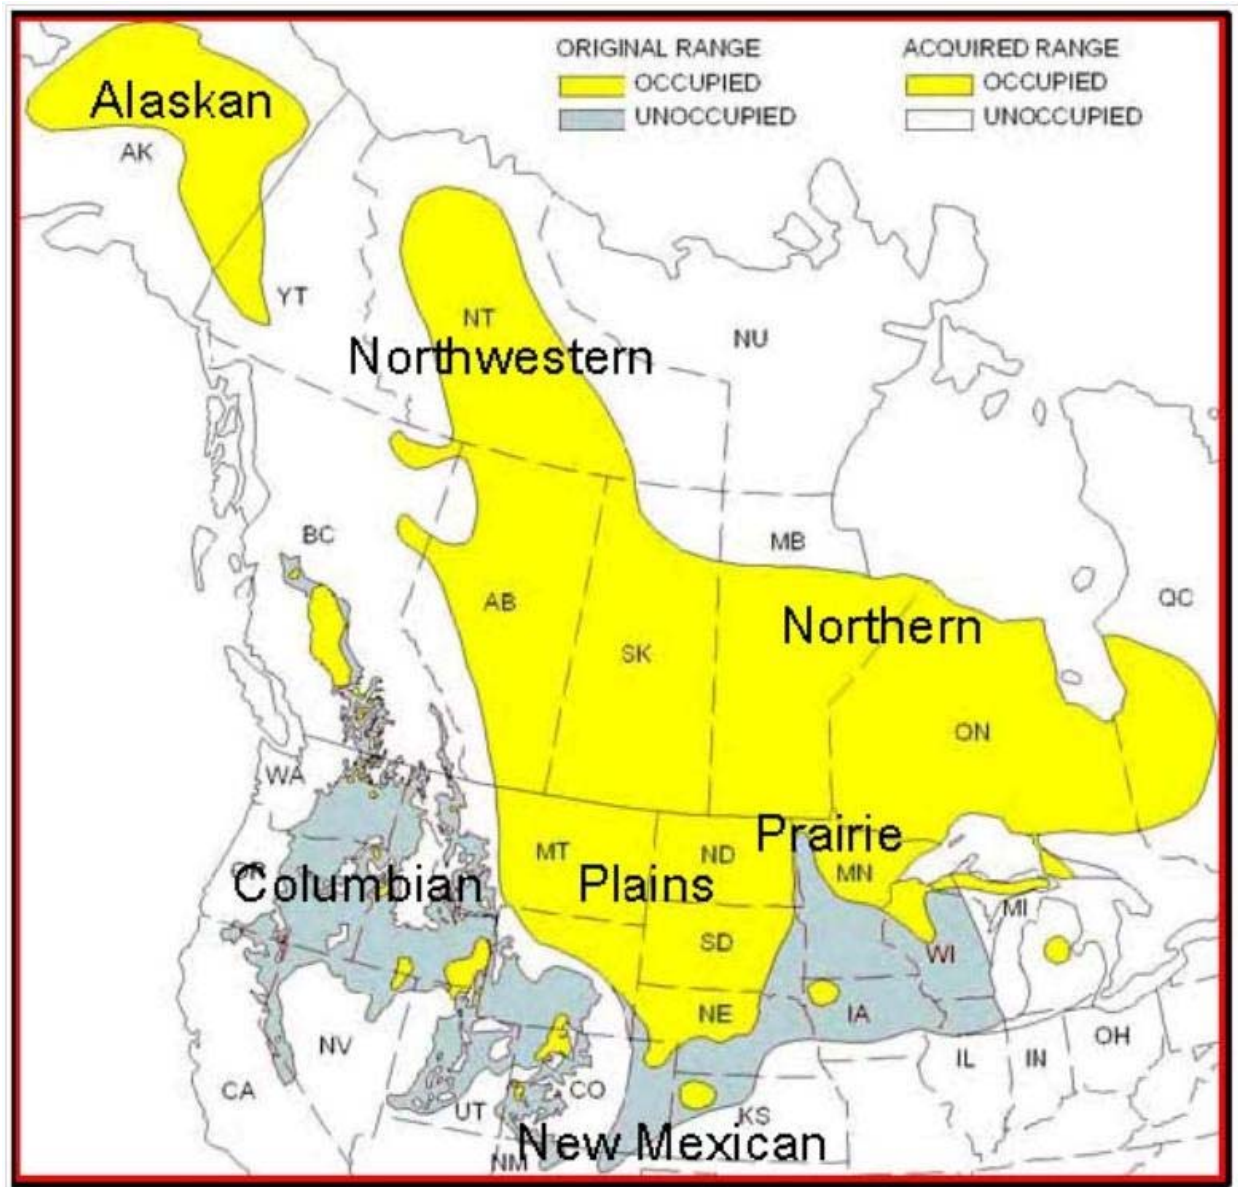 ORIGINAL RANGE
OCCUPIED
UNOCCUPIED
ACQUIRED RANGE
OCCUPIED
UNOCCUPIED
Alaskan
AK
YT
NT
Northwestern
NU
BC
MB
AB
QC
Northern
SK
ON
WA
Prairie
MT
ND
MN
Columbian
Plains
MI
SD
WI
NE
IA
NV
OH
IL
IN
CA
UT
CO
KS
New Mexican
NM